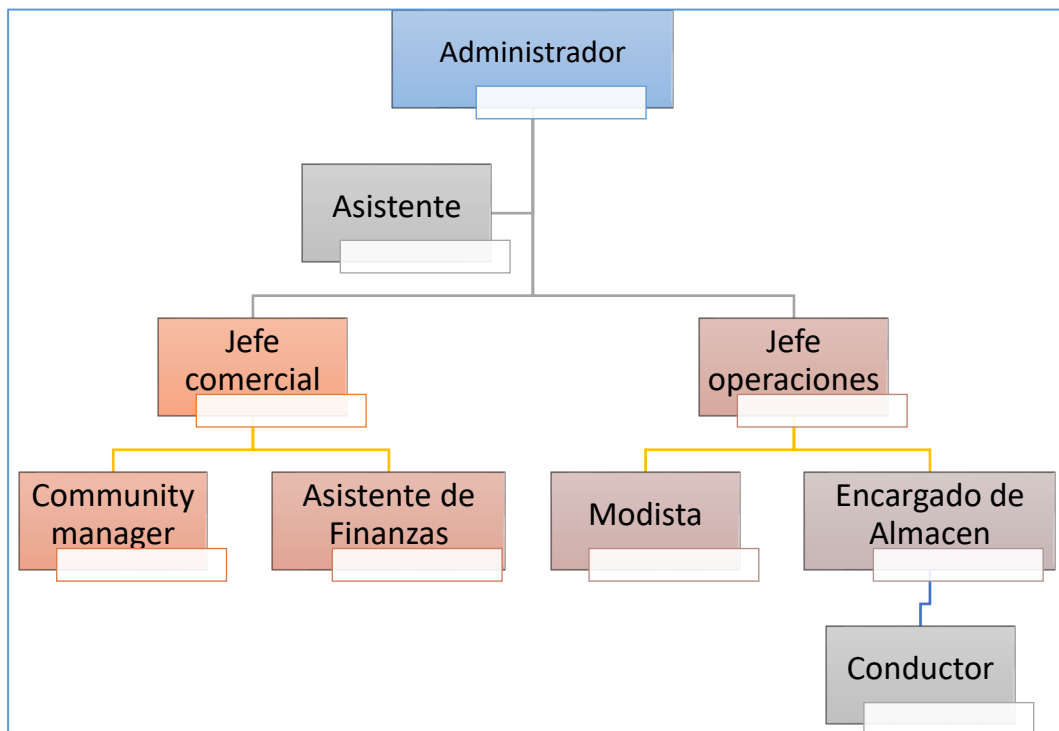 Administrador
Asistente
Jefe
comercial
Jefe
operaciones
Community
manager
Asistente de
Finanzas
Modista
Encargado de
Almacen
Conductor